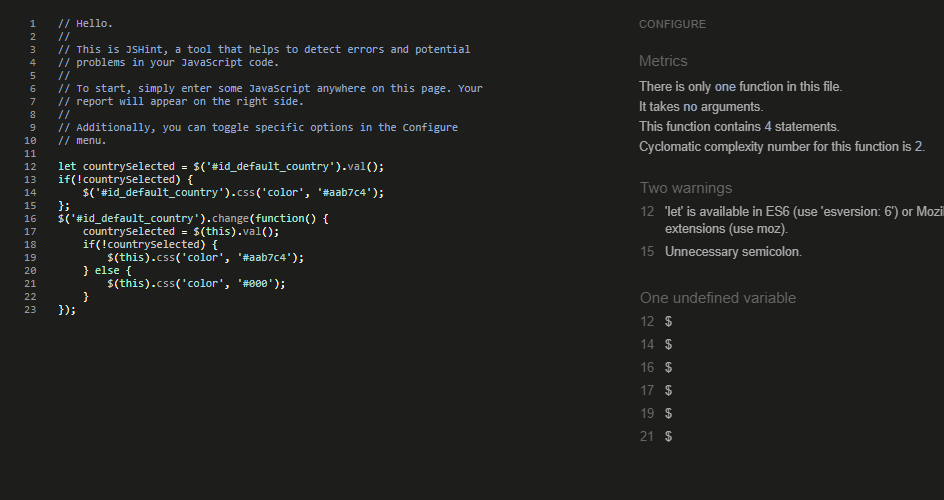 1 // Hello.
2 //
3 // This is JSHint, a tool that helps to detect errors and potential
4 // problems in your JavaScript code.
5 //
6 // To start, simply enter some JavaScript anywhere on this page. Your
7 // report will appear on the right side.
8 //
9 // Additionally, you can toggle specific options in the Configure
10 // menu.
11
12 let countrySelected = $('#id_default_country').val();
13 if(!countrySelected) {
14     $('#id_default_country').css('color', '#aab7c4');
15 };
16 $('#id_default_country').change(function() {
17     countrySelected = $(this).val();
18     if(!countrySelected) {
19         $(this).css('color', '#aab7c4');
20     } else {
21         $(this).css('color', '#000');
22     }
23 });
CONFIGURE
Metrics
There is only one function in this file.
It takes no arguments.
This function contains 4 statements.
Cyclomatic complexity number for this function is 2.
Two warnings
12 'let' is available in ES6 (use 'esversion: 6') or Mozi
extensions (use moz).
15 Unnecessary semicolon.
One undefined variable
12 $
14 $
16 $
17 $
19 $
21 $